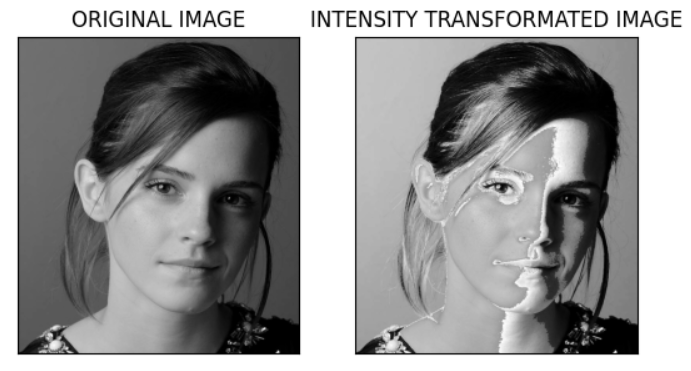 ORIGINAL IMAGE
INTENSITY TRANSFORMATED IMAGE